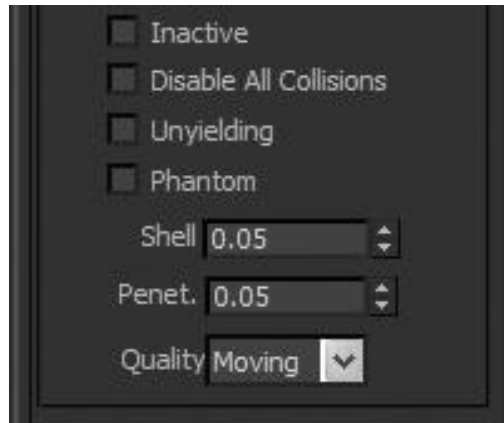 Inactive
Disable All Collisions
Unyielding
Phantom
Shell 0.05
Penet. 0.05
Quality Moving